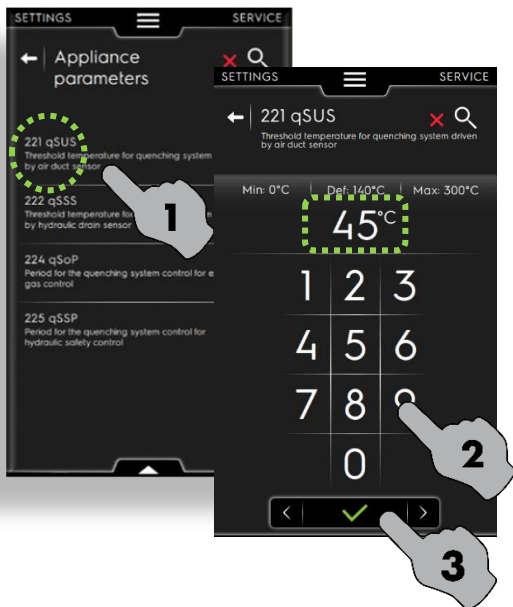 SETTINGS
SERVICE
Appliance
parameters
221 qSUS
Threshold temperature for quenching system
by air duct sensor
222 qSSS
Threshold temperature for
by hydraulic drain sensor
224 qSoP
Period for the quenching system control for e
gas control
225 qSSP
Period for the quenching system control for
hydraulic safety control
1
SETTINGS
SERVICE
221 qSUS
Threshold temperature for quenching system driven
by air duct sensor
Min: 0°C Def: 140°C Max: 300°C
45°C
1 2 3
4 5 6
7 8 9
0
2
3